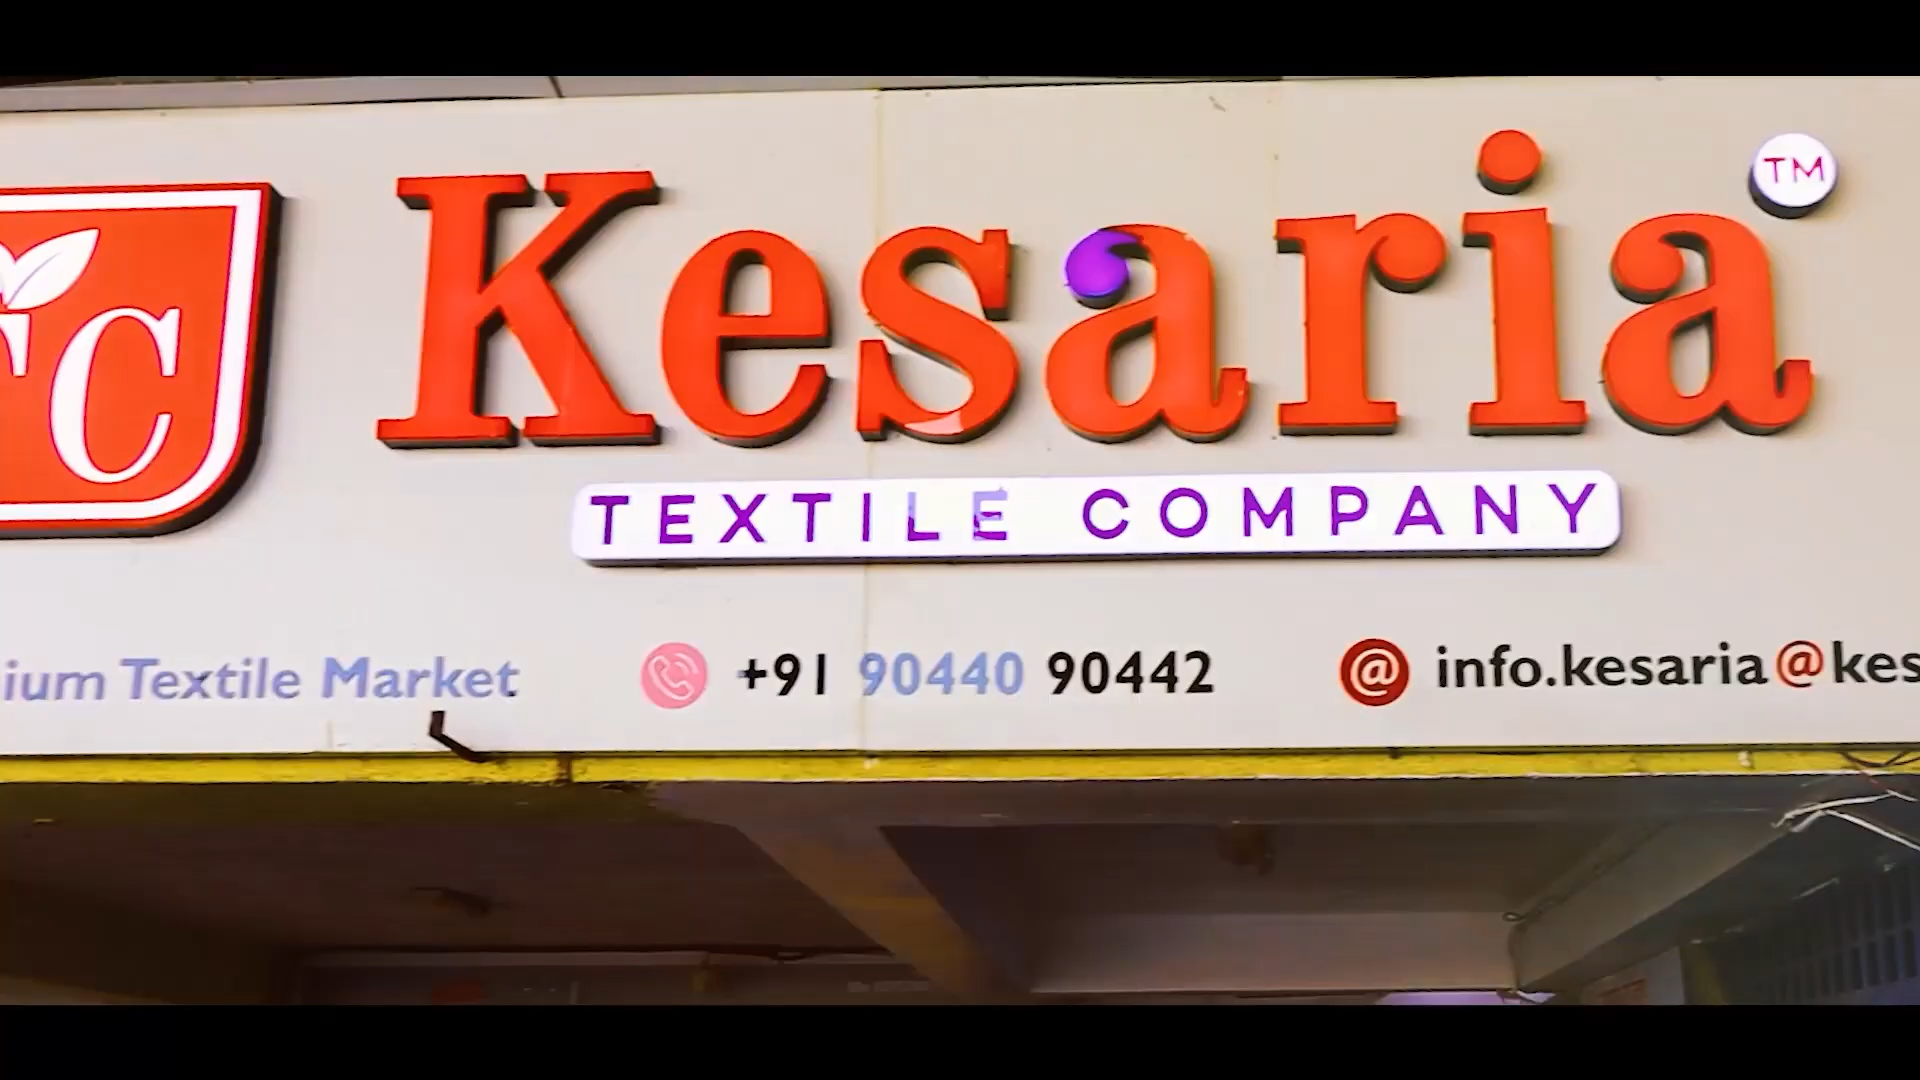 Kesaria
TM
TEXTILE COMPANY
Textile Market
+91 90440 90442
info.kesaria@kes